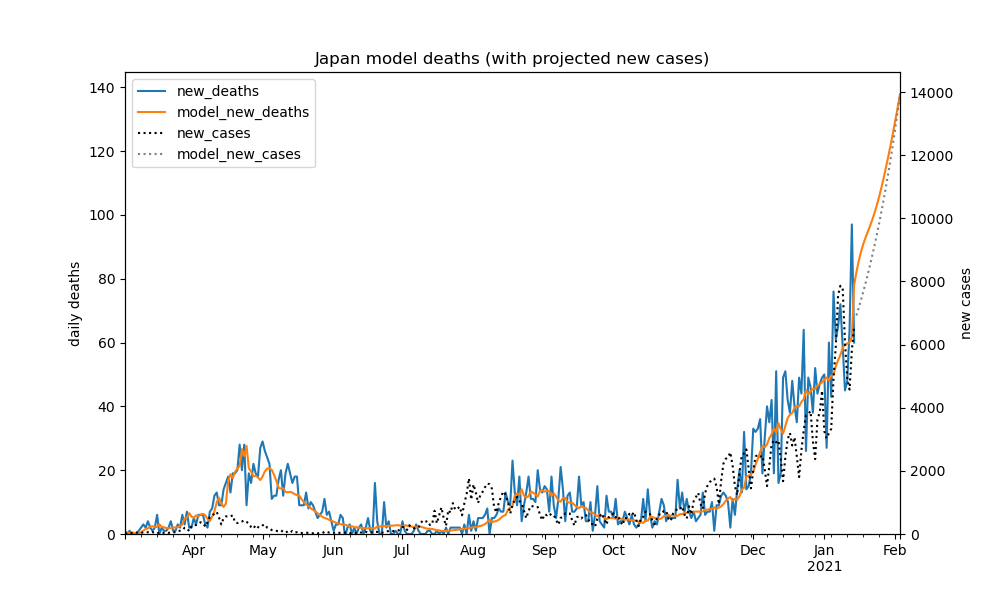 Japan model deaths (with projected new cases)
new_deaths
model_new_deaths
new_cases
model_new_cases
daily deaths
140
120
100
80
60
40
20
0
new cases
14000
12000
10000
8000
6000
4000
2000
0
Apr May Jun Jul Aug Sep Oct Nov Dec Jan Feb
2021